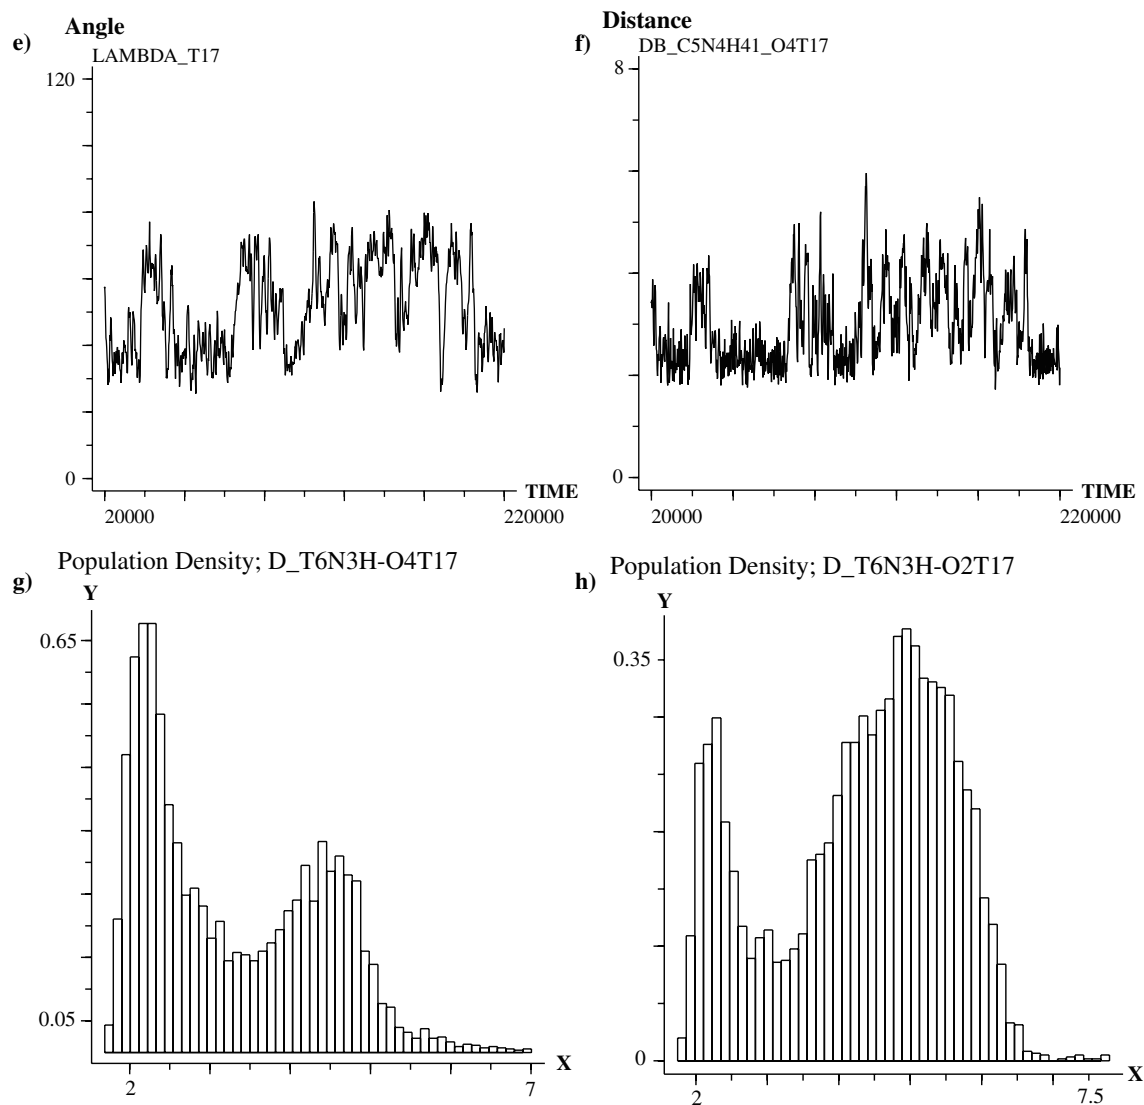 e)
Angle
LAMBDA_T17
120
0
TIME
20000
220000
f)
Distance
DB_C5N4H41_O4T17
8
0
TIME
20000
220000
g)
Population Density; D_T6N3H-O4T17
Y
0.65
0.05
X
2
7
h)
Population Density; D_T6N3H-O2T17
Y
0.35
0
X
2
7.5